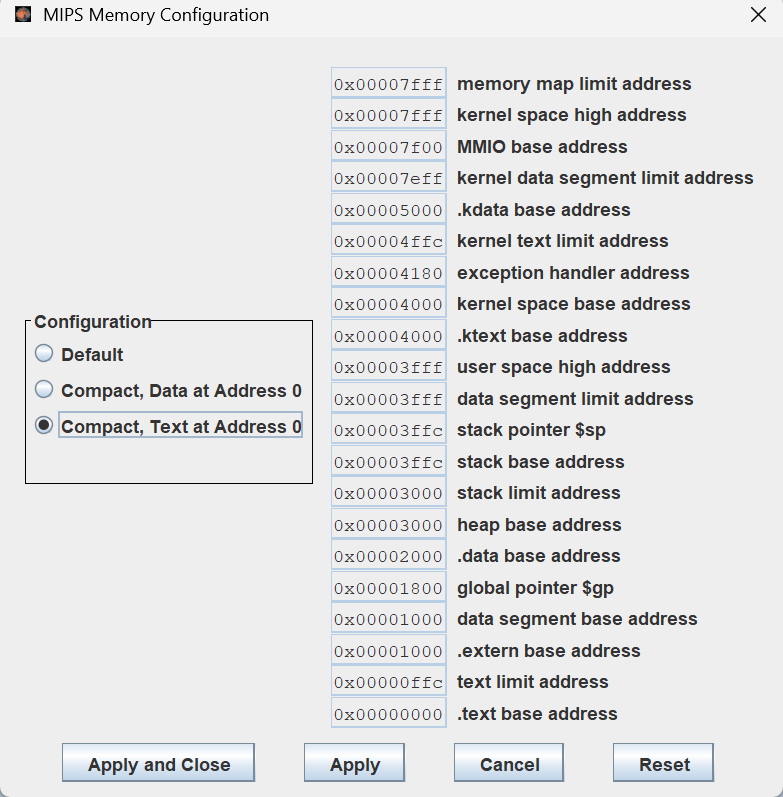 MIPS Memory Configuration
0x00007fff memory map limit address
0x00007fff kernel space high address
0x00007f00 MMIO base address
0x00007eff kernel data segment limit address
0x00005000 .kdata base address
0x00004ffc kernel text limit address
0x00004180 exception handler address
0x00004000 kernel space base address
0x00004000 .ktext base address
0x00003fff user space high address
0x00003fff data segment limit address
0x00003ffc stack pointer $sp
0x00003ffc stack base address
0x00003000 stack limit address
0x00003000 heap base address
0x00002000 .data base address
0x00001800 global pointer $gp
0x00001000 data segment base address
0x00001000 .extern base address
0x00000ffc text limit address
0x00000000 .text base address
Configuration
Default
Compact, Data at Address 0
Compact, Text at Address 0
Apply and Close Apply Cancel Reset